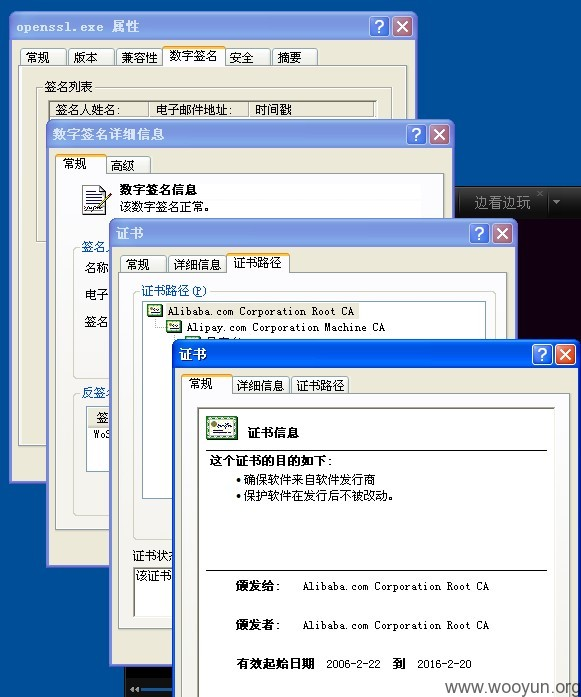 openssl.exe 属性
常规 版本 兼容性 数字签名 安全 摘要
签名列表
签名人姓名: 电子邮件地址: 时间戳
数字签名详细信息
常规 高级
数字签名信息
该数字签名正常。
边看边玩
签名
名称
电子
签名
反签名
签
WoS
证书
常规 详细信息 证书路径
证书路径(P)
Alibaba.com Corporation Root CA
Alipay.com Corporation Machine CA
证书状
该证书
证书
常规 详细信息 证书路径
证书信息
这个证书的目的如下:
•确保软件来自软件发行商
•保护软件在发行后不被改动。
颁发给: Alibaba.com Corporation Root CA
颁发者: Alibaba.com Corporation Root CA
有效起始日期 2006-2-22 到 2016-2-20
www.wooyun.org